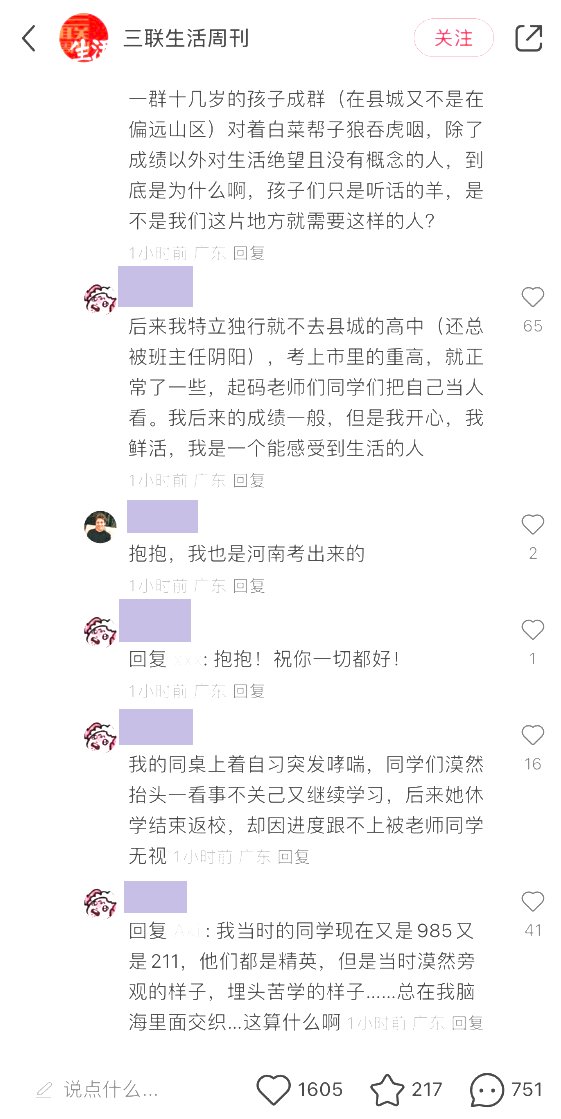 三联生活周刊
关注
一群十几岁的孩子成群（在县城又不是在
偏远山区）对着白菜帮子狼吞虎咽，除了
成绩以外对生活绝望且没有概念的人，到
底是为什么啊，孩子们只是听话的羊，是
不是我们这片地方就需要这样的人？
1小时前 广东 回复
后来我特立独行就不去县城的高中（还总
被班主任阴阳），考上市里的重高，就正
常了一些，起码老师们同学们把自己当人
看。我后来的成绩一般，但是我开心，我
鲜活，我是一个能感受到生活的人
65
1小时前 广东 回复
抱抱，我也是河南考出来的
2
1小时前 广东 回复
回复 : 抱抱！祝你一切都好！
1
1小时前 广东 回复
我的同桌上着自习突发哮喘，同学们漠然
16
抬头一看事不关己又继续学习，后来她休
学结束返校，却因进度跟不上被老师同学
无视 1小时前 广东 回复
回复 : 我当时的同学现在又是985又
41
是211，他们都是精英，但是当时漠然旁
观的样子，埋头苦学的样子……总在我脑
海里面交织...这算什么啊 1小时前 广东 回复
说点什么...
1605
217
751